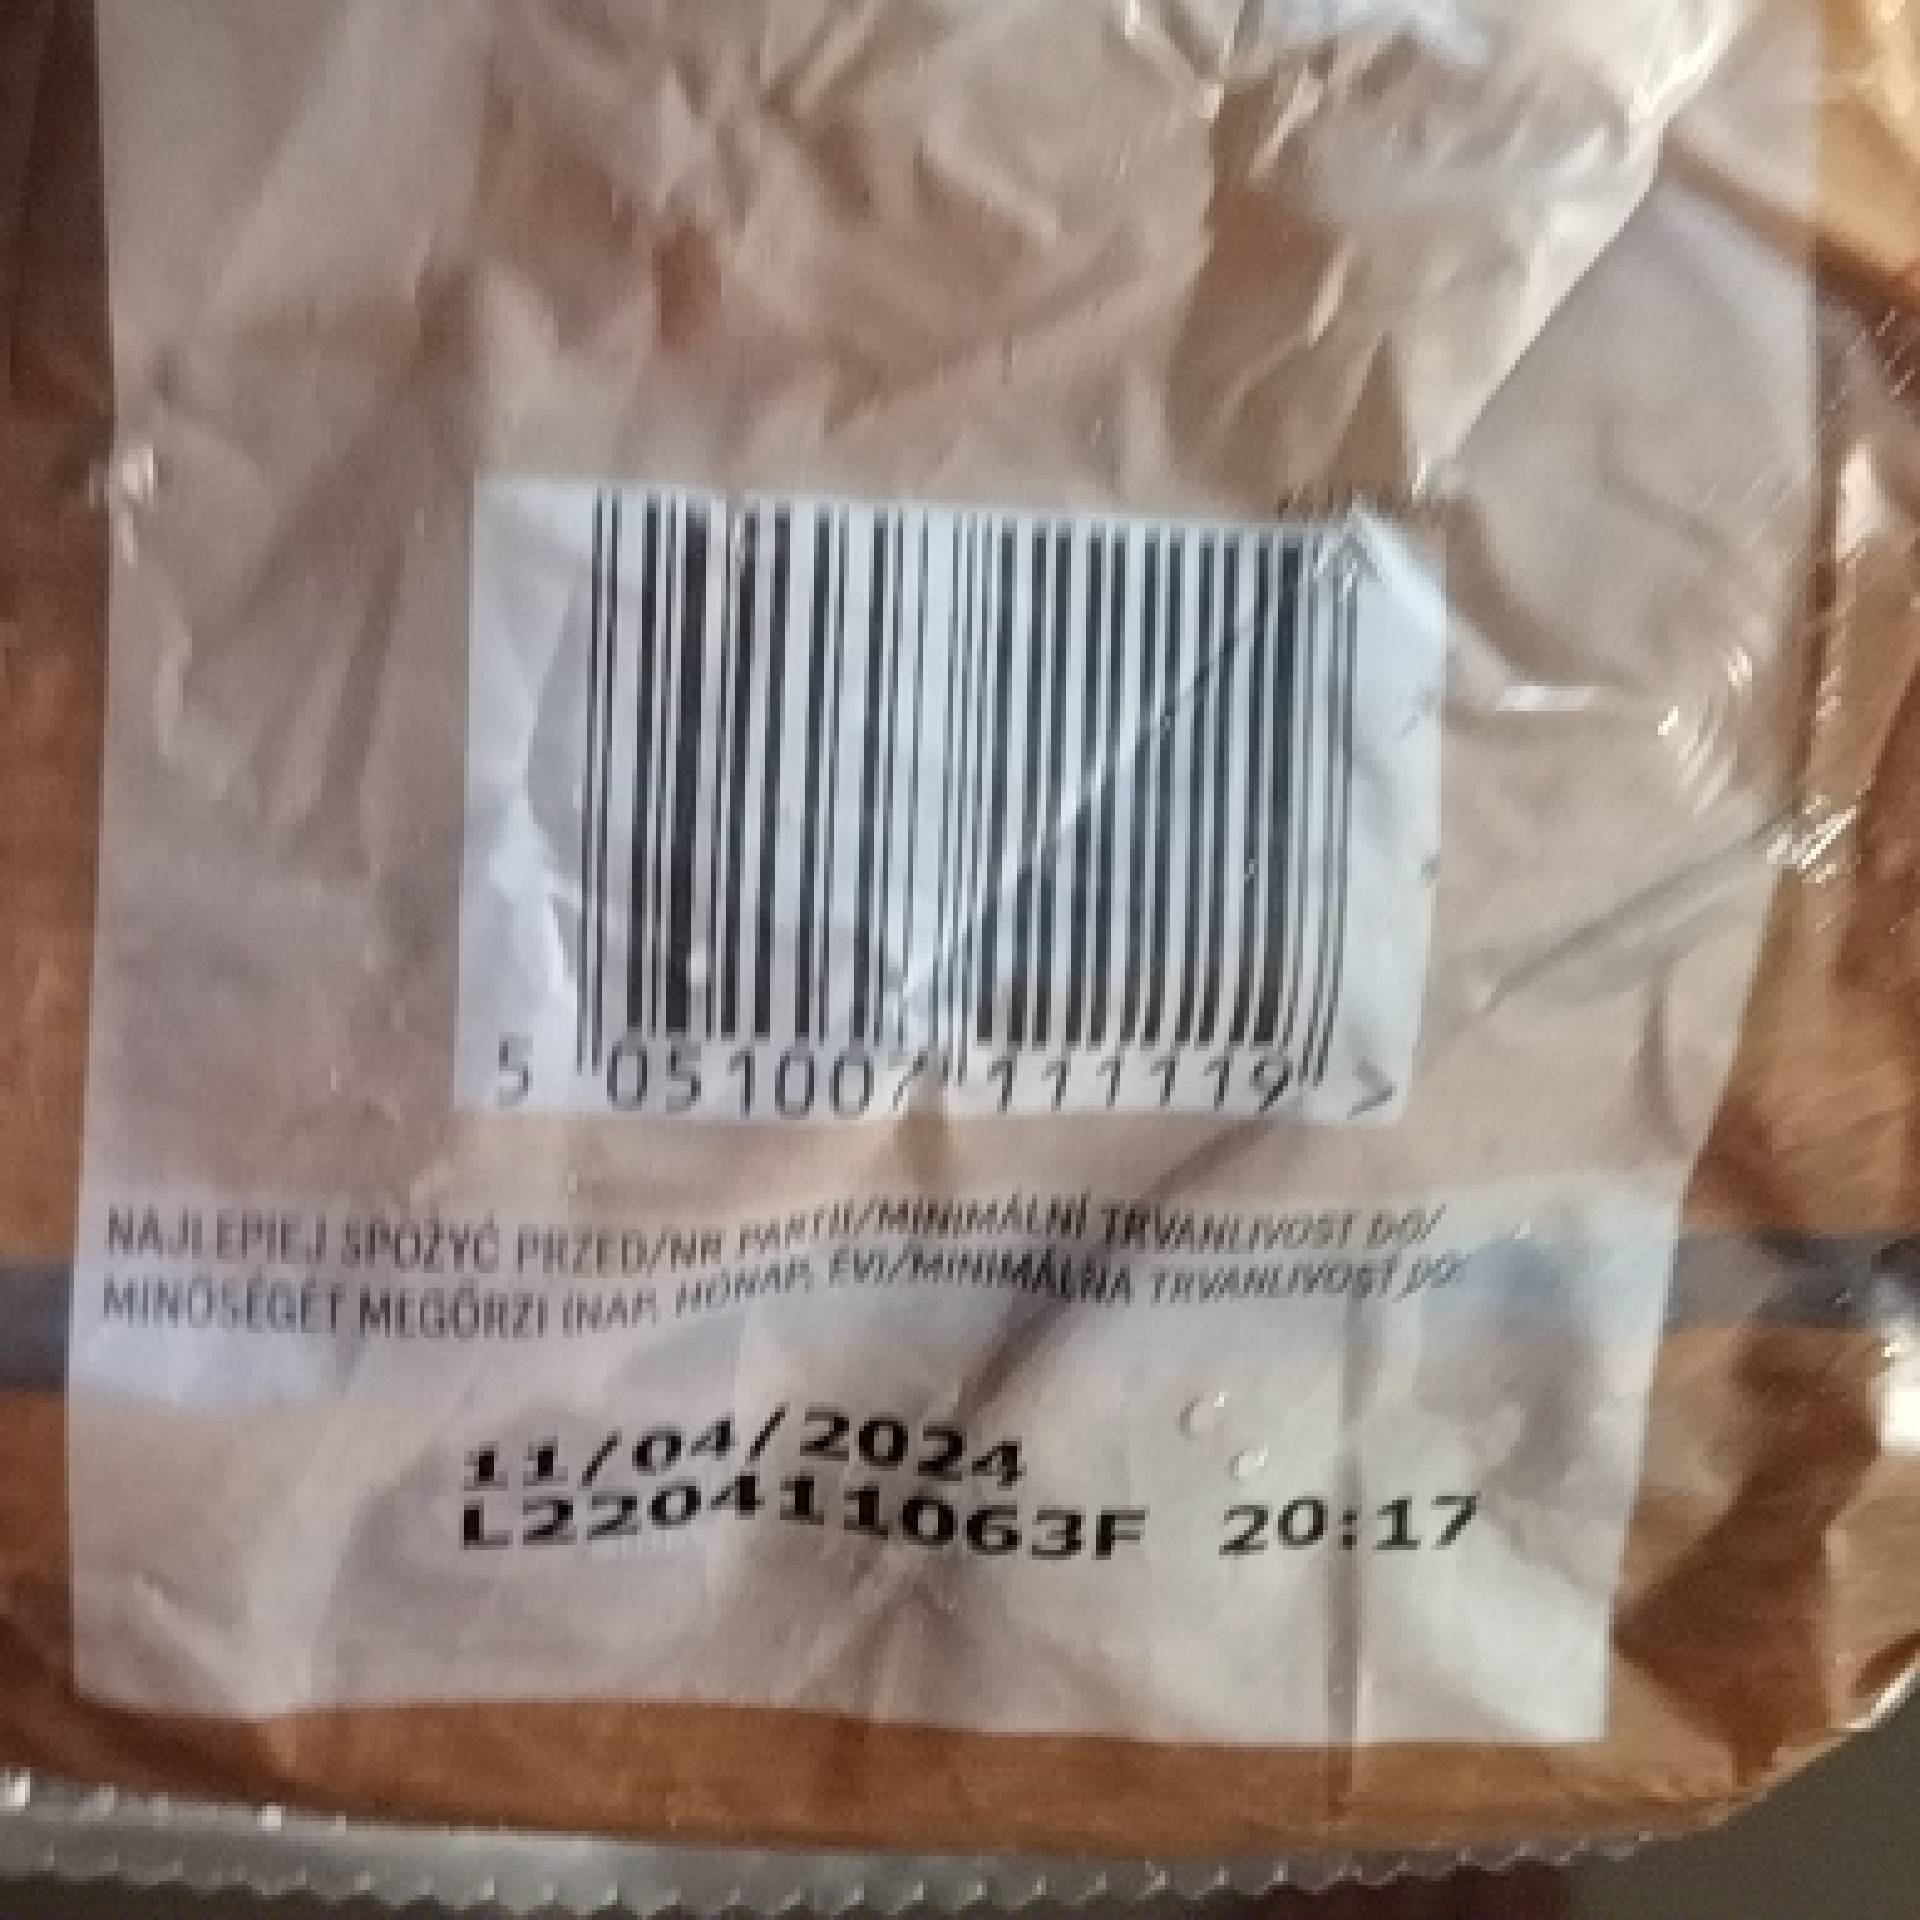 5 051007 111119 >
NAJLEPIEJ SPOŻYĆ PRZED/NR PARTII/MINIMÁLNÍ TRVANLIVOST DO/
MINŐSÉGÉT MEGŐRZI (NAP, HÓNAP, ÉV)/MINIMÁLNA TRVANLIVOSŤ DO:
11/04/2024
L220411063F 20:17